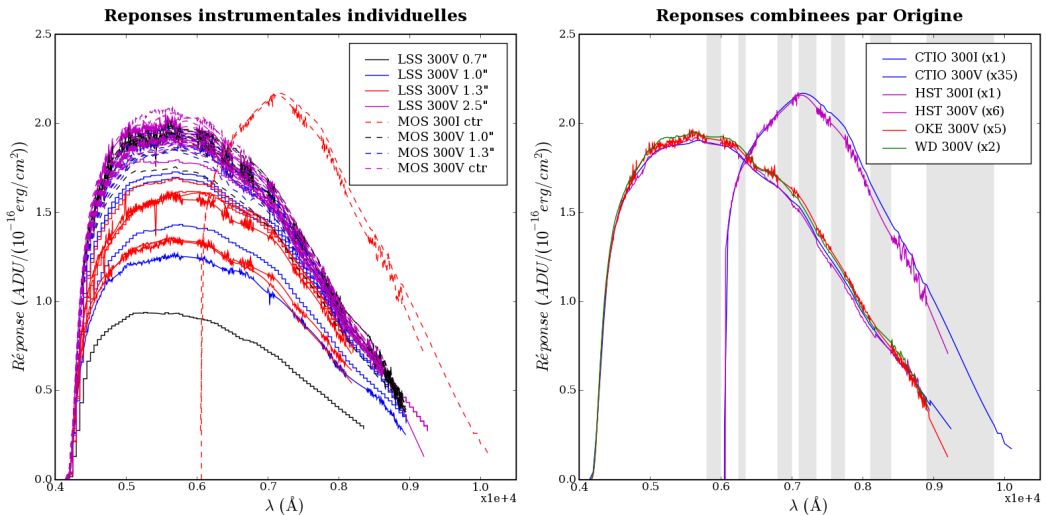 Reponses instrumentales individuelles
2.5
2.0
1.5
1.0
0.5
0.0
Réponse (ADU/(10^-16 erg/cm2))
LSS 300V 0.7"
LSS 300V 1.0"
LSS 300V 1.3"
LSS 300V 2.5"
MOS 300I ctr
MOS 300V 1.0"
MOS 300V 1.3"
MOS 300V ctr
0.4 0.5 0.6 0.7 0.8 0.9 1.0
x1e+4
λ (Å)
Reponses combinees par Origine
2.5
2.0
1.5
1.0
0.5
0.0
Réponse (ADU/(10^-16 erg/cm2))
CTIO 300I (x1)
CTIO 300V (x35)
HST 300I (x1)
HST 300V (x6)
OKE 300V (x5)
WD 300V (x2)
0.4 0.5 0.6 0.7 0.8 0.9 1.0
x1e+4
λ (Å)